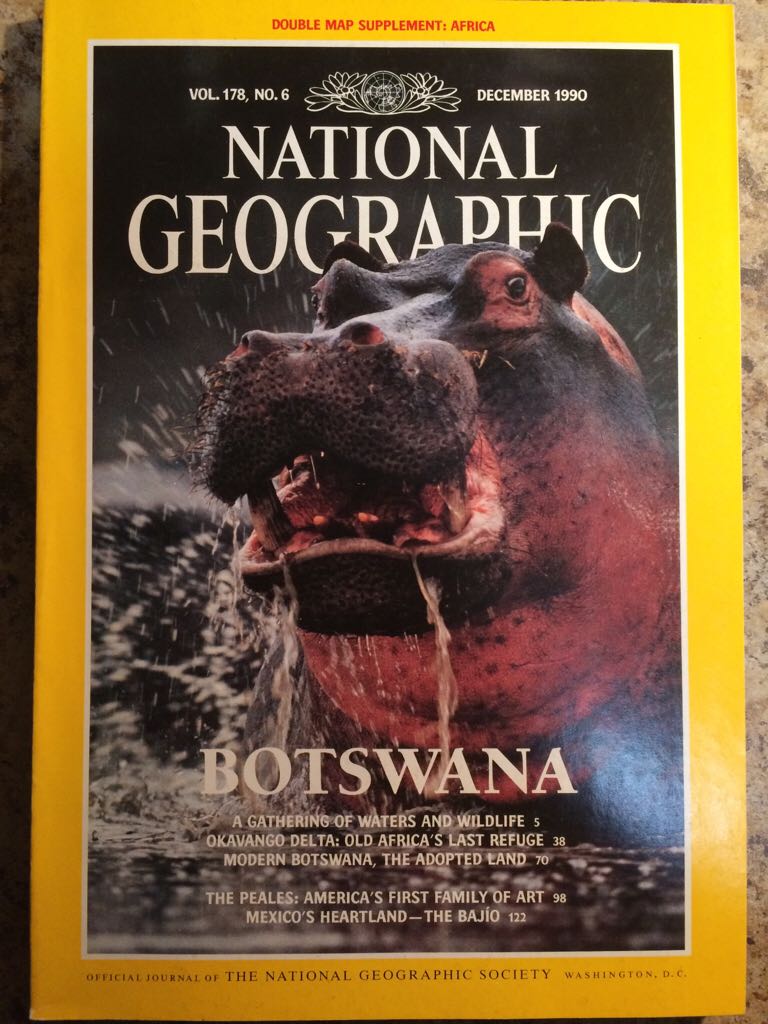 DOUBLE MAP SUPPLEMENT: AFRICA
VOL. 178, NO. 6 DECEMBER 1990
NATIONAL
GEOGRAPHIC
BOTSWANA
A GATHERING OF WATERS AND WILDLIFE 5
OKAVANGO DELTA: OLD AFRICA'S LAST REFUGE 38
MODERN BOTSWANA, THE ADOPTED LAND 70
THE PEALES: AMERICA'S FIRST FAMILY OF ART 98
MEXICO'S HEARTLAND—THE BAJÍO 122
OFFICIAL JOURNAL OF THE NATIONAL GEOGRAPHIC SOCIETY WASHINGTON, D.C.